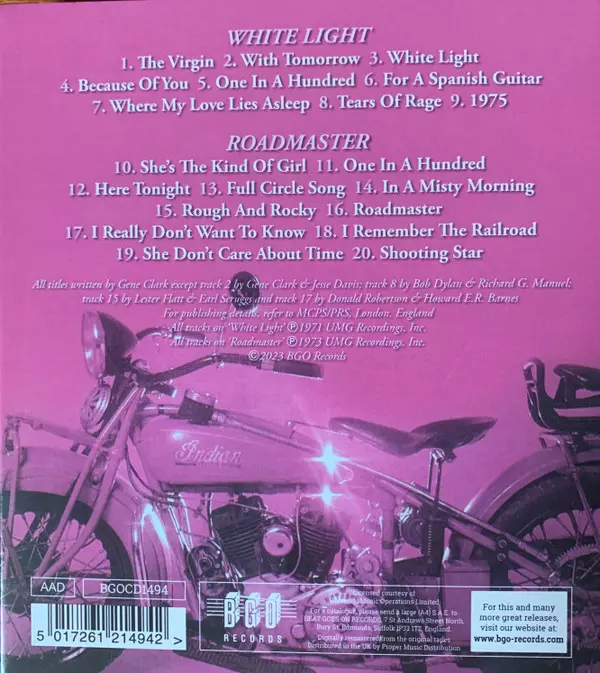 WHITE LIGHT
1. The Virgin 2. With Tomorrow 3. White Light
4. Because Of You 5. One In A Hundred 6. For A Spanish Guitar
7. Where My Love Lies Asleep 8. Tears Of Rage 9. 1975
ROADMASTER
10. She's The Kind Of Girl 11. One In A Hundred
12. Here Tonight 13. Full Circle Song 14. In A Misty Morning
15. Rough And Rocky 16. Roadmaster
17. I Really Don't Want To Know 18. I Remember The Railroad
19. She Don't Care About Time 20. Shooting Star
All titles written by Gene Clark except track 2 by Gene Clark & Jesse Davis; track 8 by Bob Dylan & Richard G. Manuel;
track 15 by Lester Flatt & Earl Scruggs and track 17 by Donald Robertson & Howard E.R. Barnes
For publishing details, refer to MCPS/PRS, London, England
All tracks on 'White Light' ℗1971 UMG Recordings, Inc.
All tracks on 'Roadmaster' ℗1973 UMG Recordings, Inc.
©2023 BGO Records
Indian
AAD BGOCD1494
5 017261 214942 >
BGO
RECORDS
Licensed courtesy of
Music Operations Limited
For a catalogue, please send a large (A4) S.A.E. to
BEAT GOES ON RECORDS, 7 St Andrews Street North,
Bury St. Edmunds, Suffolk IP33 1TZ, England.
Digitally remastered from the original tapes
Distributed in the UK by Proper Music Distribution
For this and many
more great releases,
visit our website at:
www.bgo-records.com